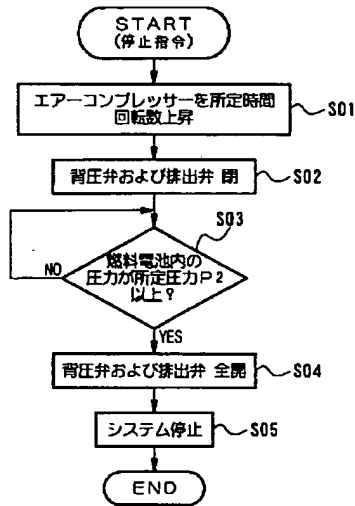 START
(停止指令)
エアーコンプレッサーを所定時間
回転数上昇
S01
背圧弁および排出弁 閉
S02
S03
燃料電池内の
圧力が所定圧力P2
以上?
NO
YES
背圧弁および排出弁 全開
S04
システム停止
S05
END